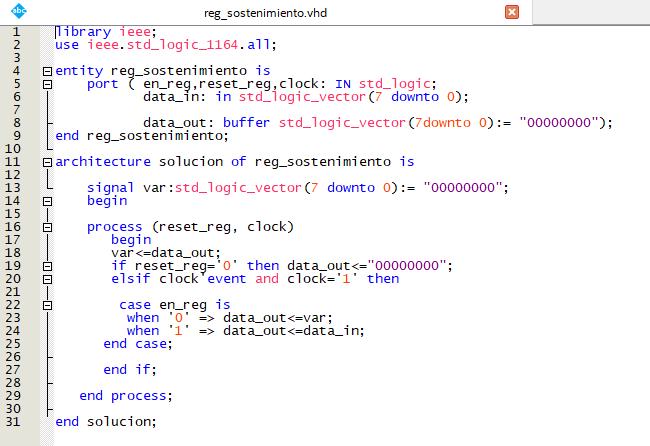 abc reg_sostenimiento.vhd
1 library ieee;
2 use ieee.std_logic_1164.all;
3
4 entity reg_sostenimiento is
5 port ( en_reg,reset_reg,clock: IN std_logic;
6 data_in: in std_logic_vector(7 downto 0);
7
8 data_out: buffer std_logic_vector(7downto 0):= "00000000");
9 end reg_sostenimiento;
10
11 architecture solucion of reg_sostenimiento is
12
13 signal var:std_logic_vector(7 downto 0):= "00000000";
14 begin
15
16 process (reset_reg, clock)
17 begin
18 var<=data_out;
19 if reset_reg='0' then data_out<="00000000";
20 elsif clock'event and clock='1' then
21
22 case en_reg is
23 when '0' => data_out<=var;
24 when '1' => data_out<=data_in;
25 end case;
26
27 end if;
28
29 end process;
30
31 end solucion;